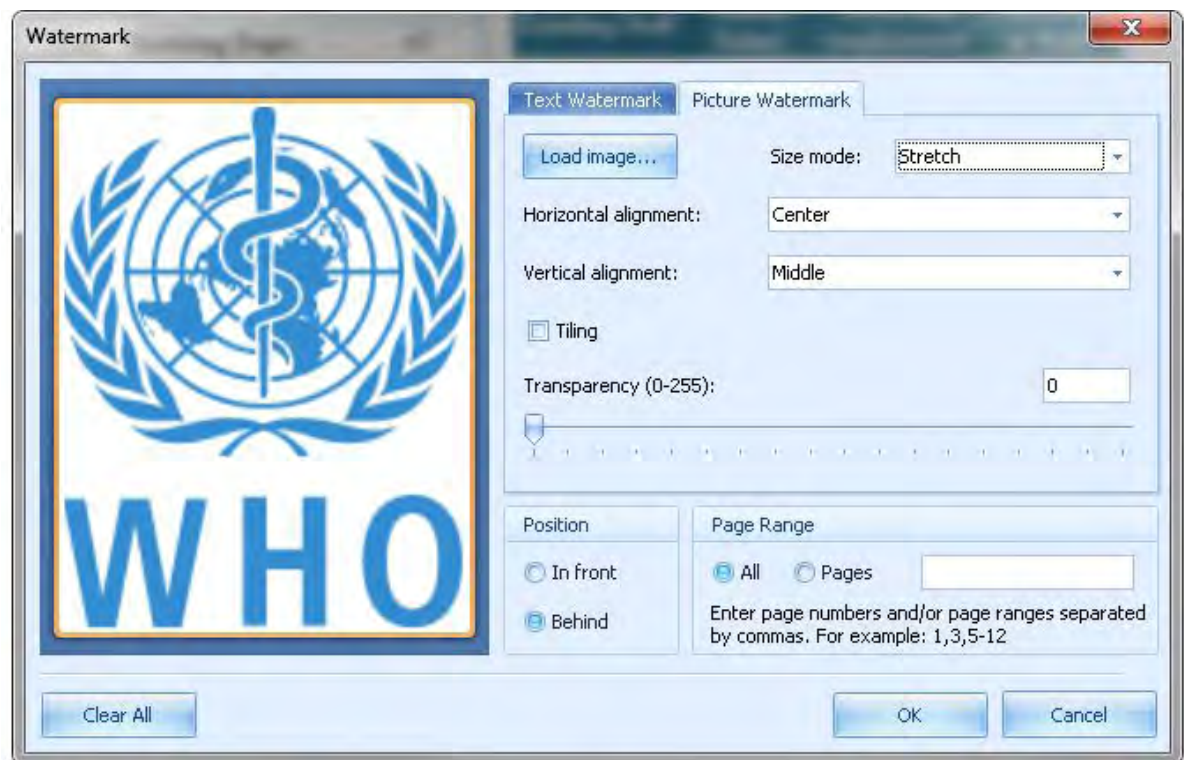 Watermark
X
WHO
Text Watermark
Picture Watermark
Load image...
Size mode:
Stretch
Horizontal alignment:
Center
Vertical alignment:
Middle
Tiling
Transparency (0-255):
0
Position
In front
Behind
Page Range
All
Pages
Enter page numbers and/or page ranges separated
by commas. For example: 1,3,5-12
Clear All
OK
Cancel